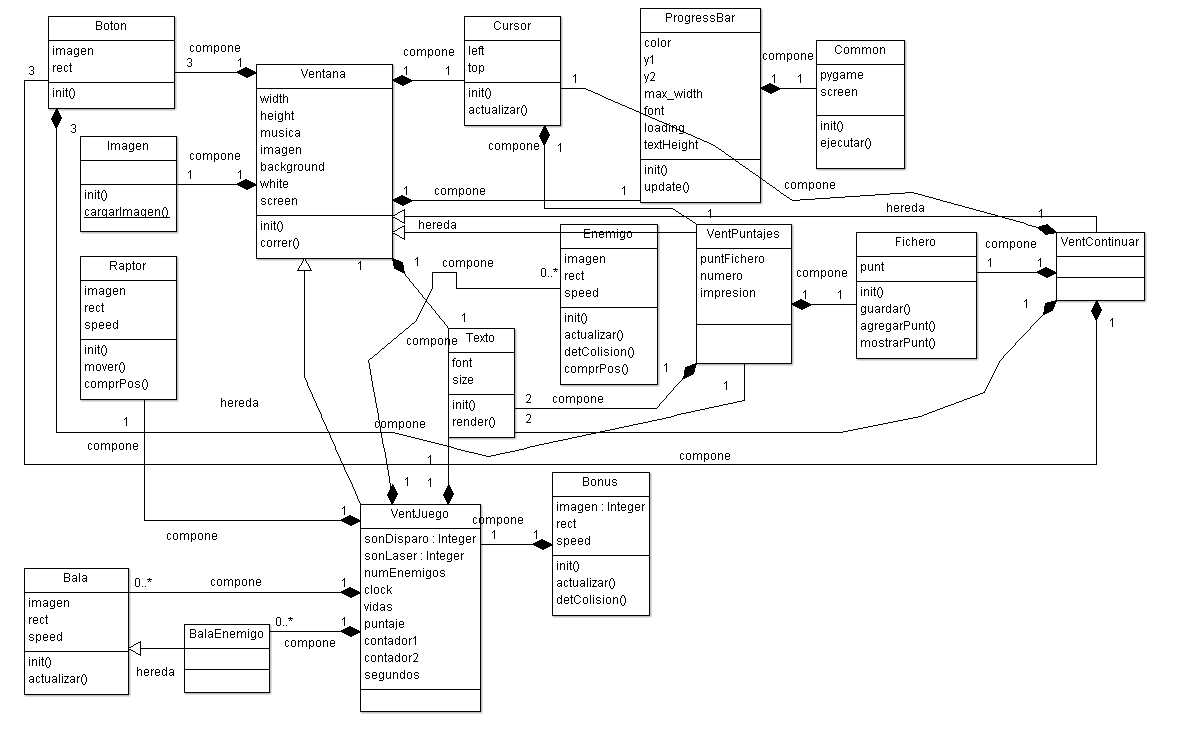 Boton
imagen
rect
init()
3
compone
3
1
Ventana
width
height
musica
imagen
background
white
screen
init()
correr()
compone
1
1
Cursor
left
top
init()
actualizar()
1
compone
1
ProgressBar
color
y1
y2
max_width
font
loading
textHeight
init()
update()
compone
1
1
Common
pygame
screen
init()
ejecutar()
3
Imagen
init()
cargarImagen()
compone
1
1
1
compone
1
compone
hereda
1
hereda
1
Raptor
imagen
rect
speed
init()
mover()
comprPos()
1
1
compone
0..*
Enemigo
imagen
rect
speed
init()
actualizar()
detColision()
comprPos()
VentPuntajes
puntFichero
numero
impresion
compone
1
1
Fichero
punt
init()
guardar()
agregarPunt()
mostrarPunt()
compone
1
1
VentContinuar
1
1
1
compone
Texto
font
size
init()
render()
1
1
2
compone
2
hereda
compone
1
compone
1
compone
1
1
1
compone
VentJuego
sonDisparo : Integer
sonLaser : Integer
numEnemigos
clock
vidas
puntaje
contador1
contador2
segundos
compone
1
1
Bonus
imagen : Integer
rect
speed
init()
actualizar()
detColision()
Bala
imagen
rect
speed
init()
actualizar()
0..*
compone
1
BalaEnemigo
0..*
compone
1
hereda